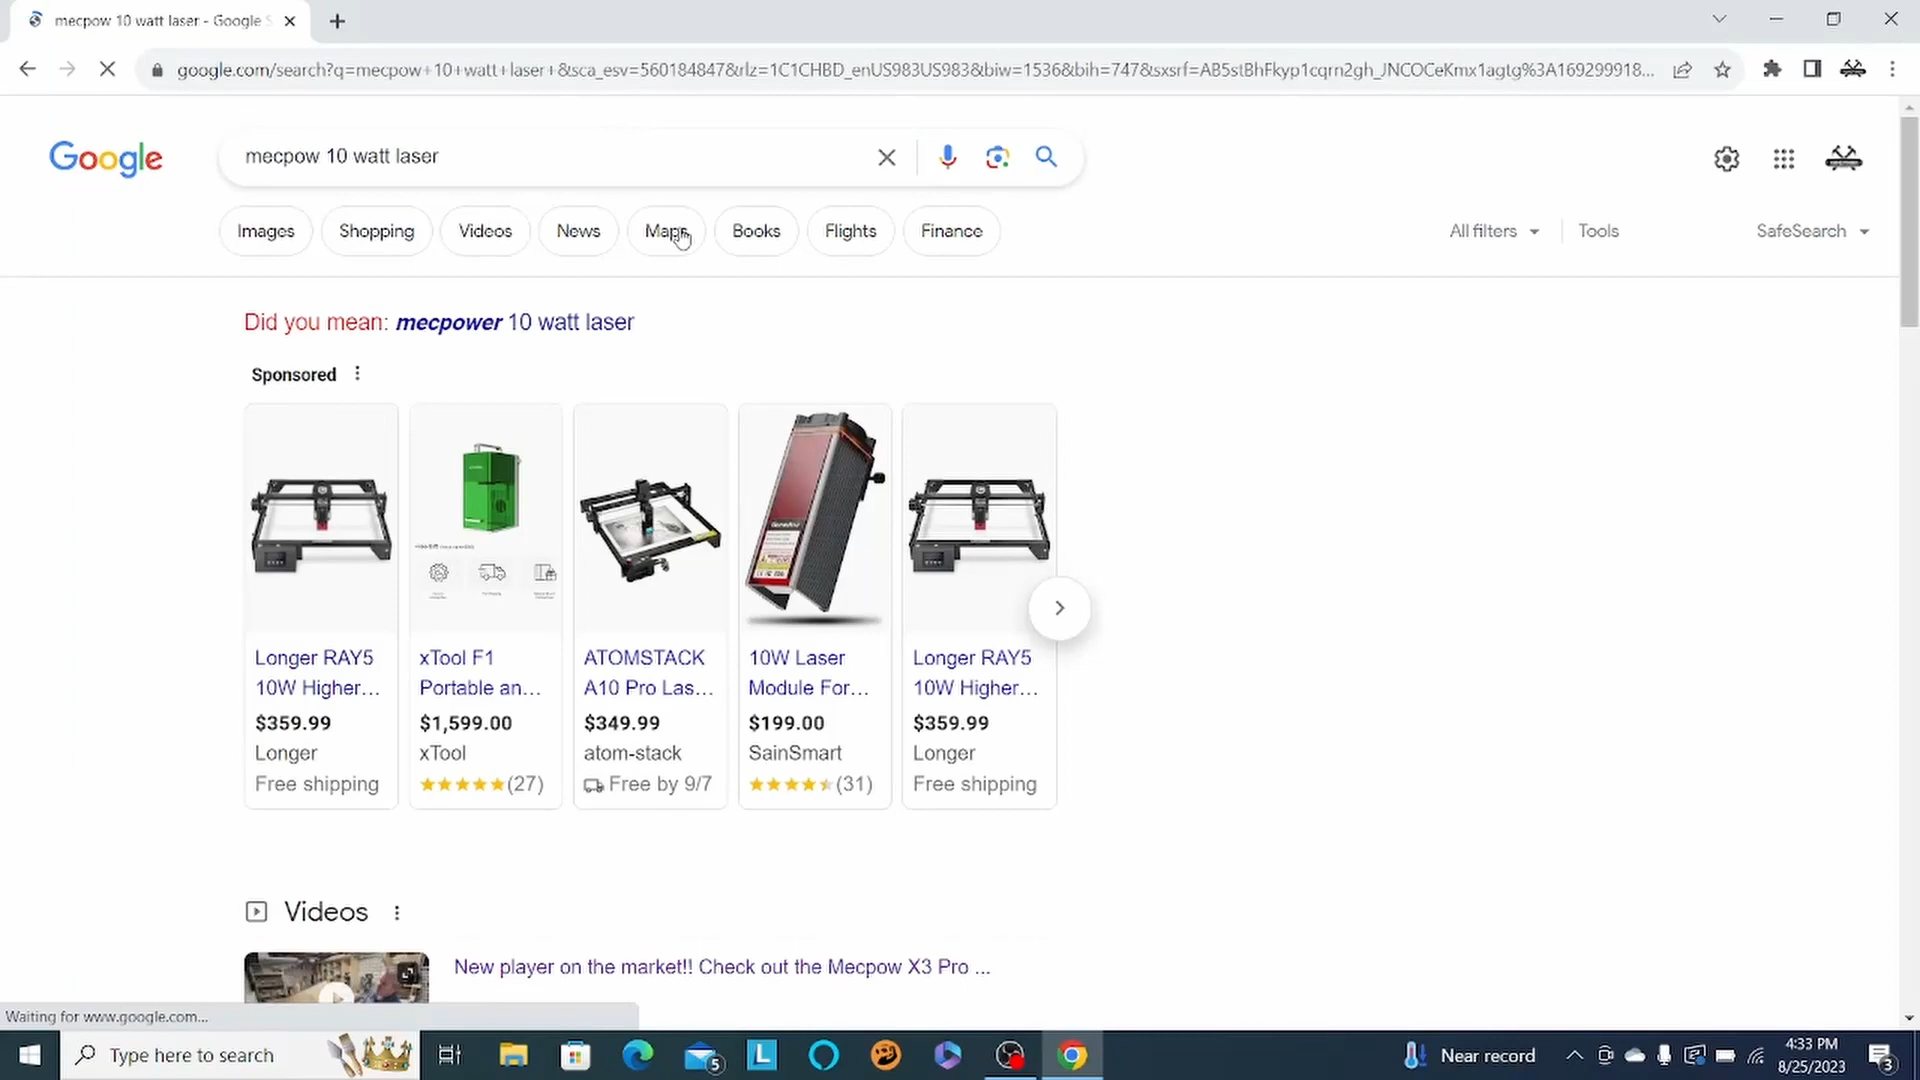 mecpow 10 watt laser - Google S
google.com/search?q=mecpow+10+watt+laser+&sca_esv=560184847&rlz=1C1CHBD_enUS983US983&biw=1536&bih=747&sxsrf=AB5stBhFkyp1cqrn2gh_JNCOCeKmx1agtg%3A169299918...
Google
mecpow 10 watt laser
Images
Shopping
Videos
News
Maps
Books
Flights
Finance
All filters
Tools
SafeSearch
Did you mean: mecpower 10 watt laser
Sponsored
Longer RAY5
10W Higher...
$359.99
Longer
Free shipping
xTool F1
Portable an...
$1,599.00
xTool
(27)
ATOMSTACK
A10 Pro Las...
$349.99
atom-stack
Free by 9/7
10W Laser
Module For...
$199.00
SainSmart
(31)
Longer RAY5
10W Higher...
$359.99
Longer
Free shipping
Videos
New player on the market!! Check out the Mecpow X3 Pro ...
Waiting for www.google.com...
Type here to search
5
L
Near record
4:33 PM
8/25/2023
3